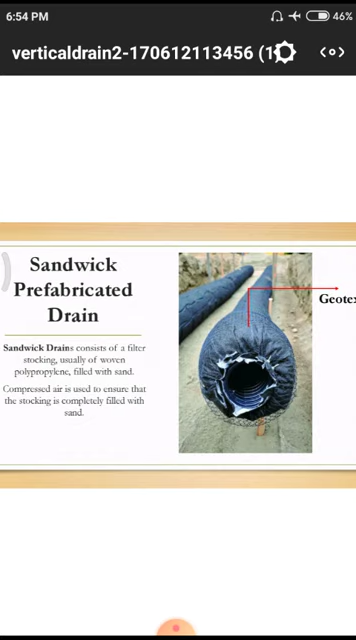 6:54 PM
46%
verticaldrain2-170612113456 (1
Sandwick
Prefabricated
Drain
Geotex
Sandwick Drains consists of a filter
stocking, usually of woven
polypropylene, filled with sand.
Compressed air is used to ensure that
the stocking is completely filled with
sand.